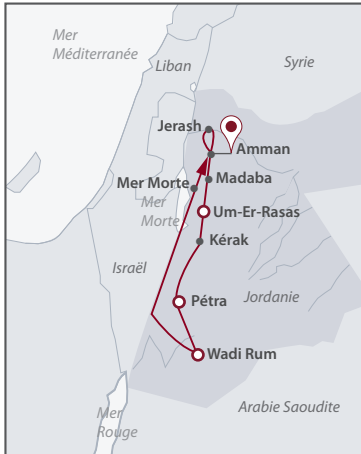 Mer
Méditerranée
Liban
Syrie
Jerash
Amman
Mer Morte
Madaba
Mer
Morte
Um-Er-Rasas
Kérak
Israël
Pétra
Jordanie
Wadi Rum
Mer
Rouge
Arabie Saoudite